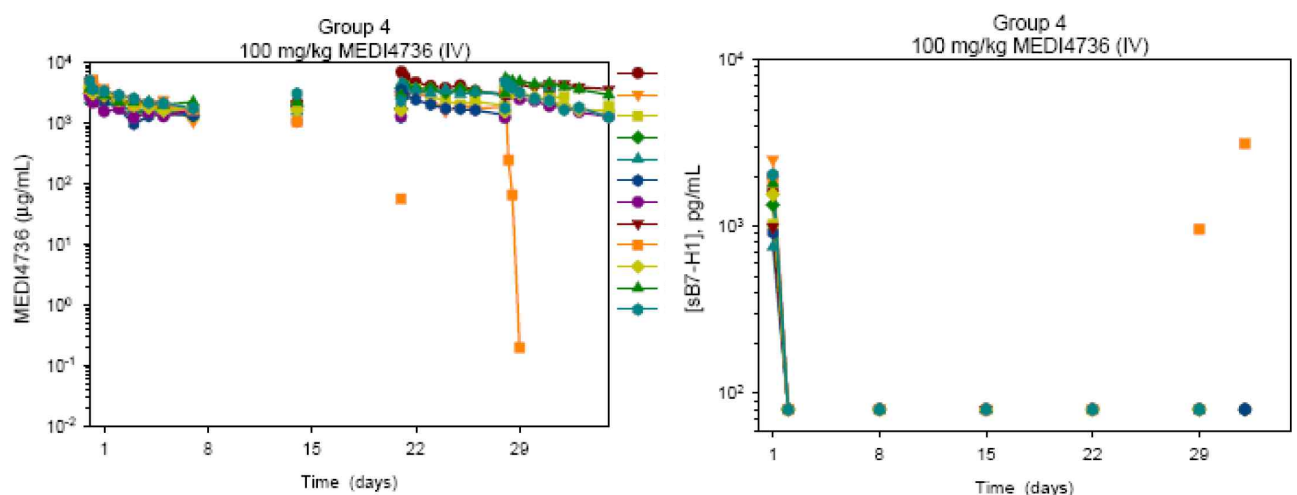 Group 4
100 mg/kg MEDI4736 (IV)
MEDI4736 (µg/mL)
10⁴
10³
10²
10¹
10⁰
10⁻¹
10⁻²
1 8 15 22 29
Time (days)
Group 4
100 mg/kg MEDI4736 (IV)
[sB7-H1], pg/mL
10⁴
10³
10²
1 8 15 22 29
Time (days)